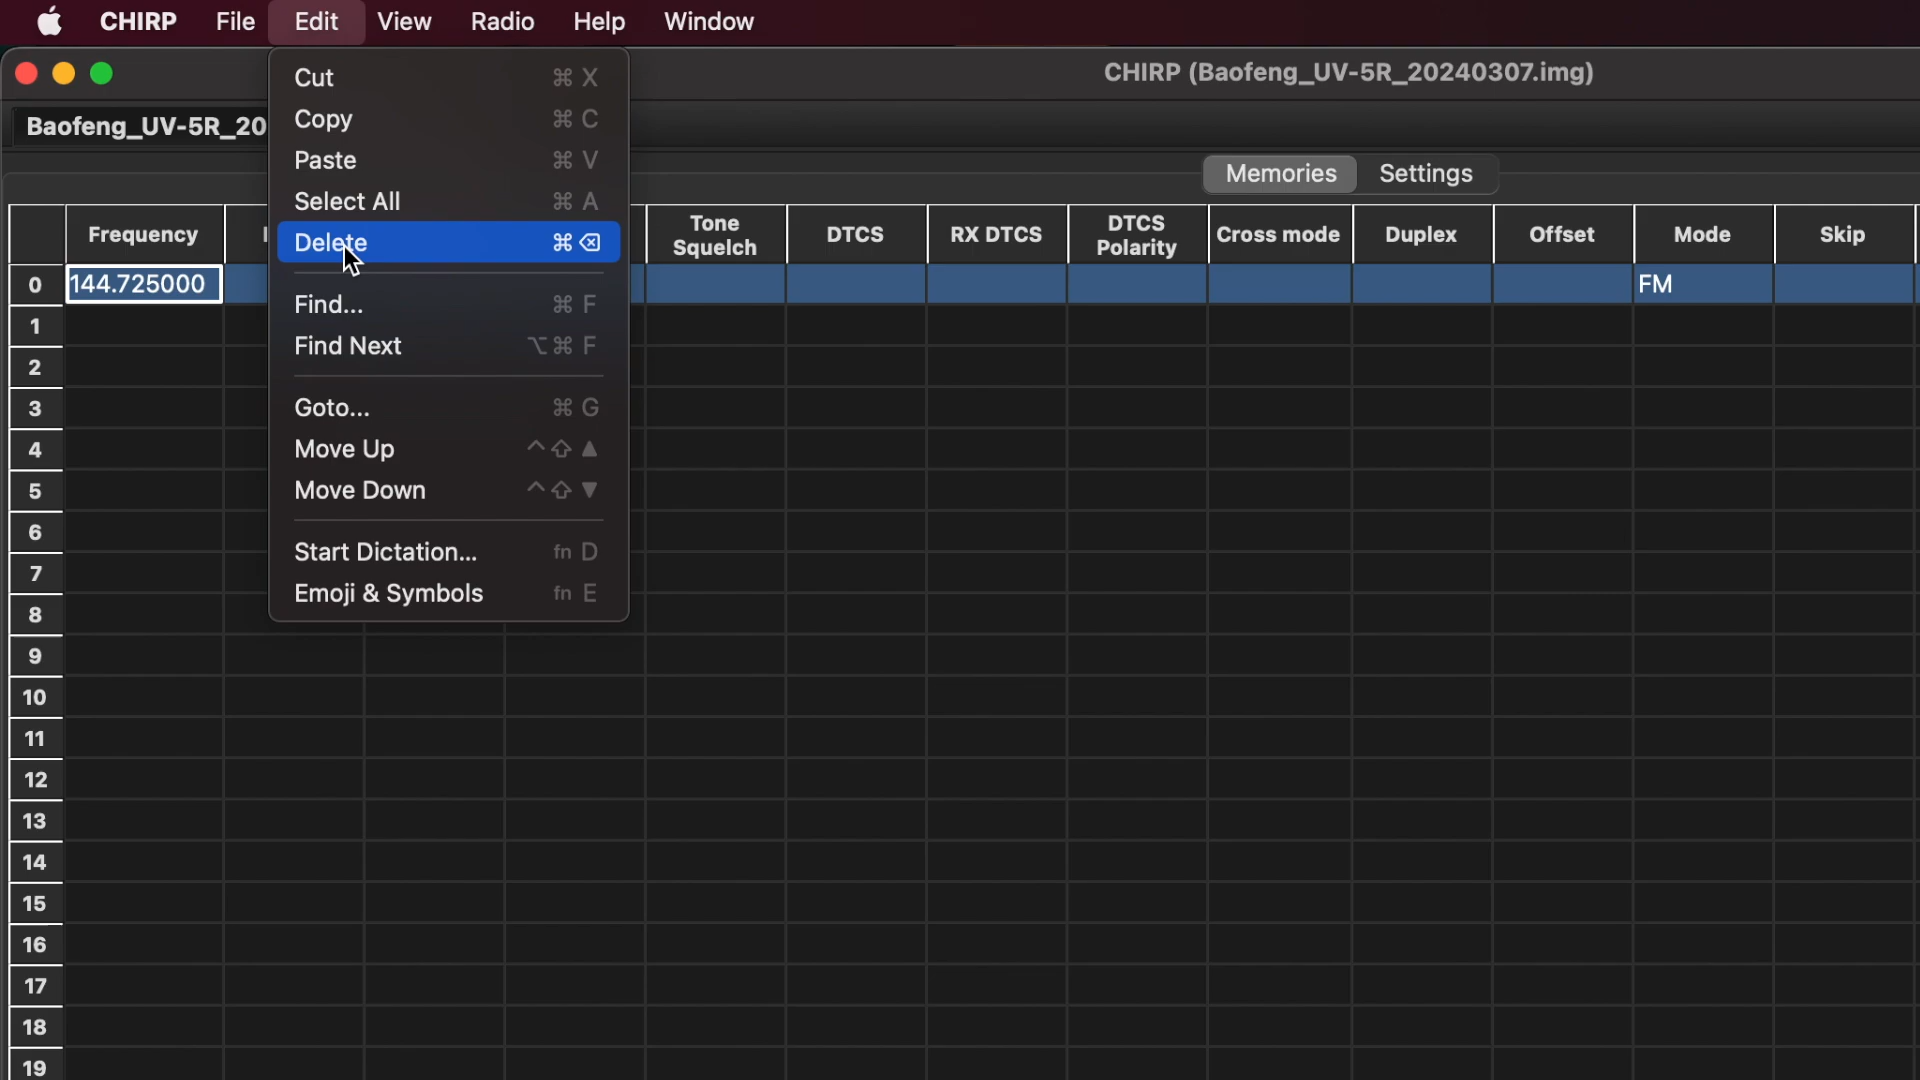 CHIRP File Edit View Radio Help Window
CHIRP (Baofeng_UV-5R_20240307.img)
Baofeng_UV-5R_20
Cut ⌘ X
Copy ⌘ C
Paste ⌘ V
Select All ⌘ A
Delete ⌘ ⌫
Find... ⌘ F
Find Next ⌥ ⌘ F
Goto... ⌘ G
Move Up ^ ⇧ ▲
Move Down ^ ⇧ ▼
Start Dictation... fn D
Emoji & Symbols fn E
Memories Settings
Frequency Tone Squelch DTCS RX DTCS DTCS Polarity Cross mode Duplex Offset Mode Skip
0 144.725000 FM
1
2
3
4
5
6
7
8
9
10
11
12
13
14
15
16
17
18
19